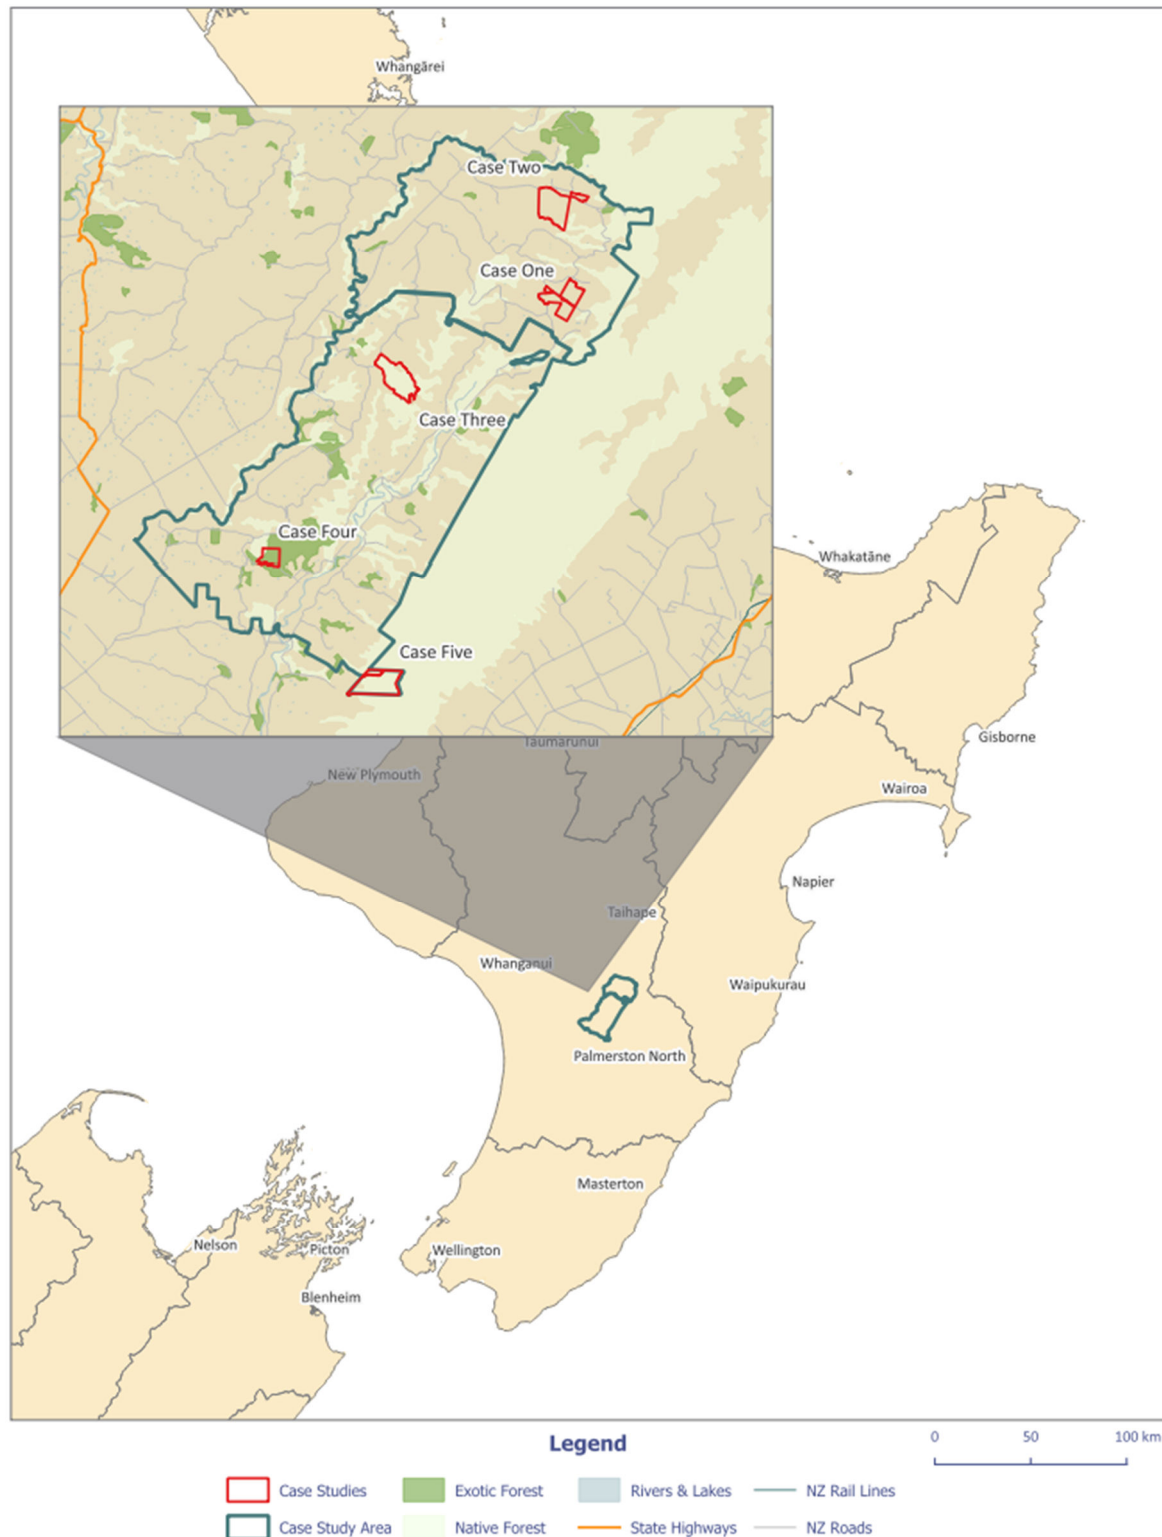 Whangārei
Case Two
Case One
Case Three
Case Four
Case Five
Whakatāne
Gisborne
Taumarunui
New Plymouth
Wairoa
Napier
Taihape
Whanganui
Waipukurau
Palmerston North
Masterton
Nelson
Picton
Wellington
Blenheim
Legend
0 50 100 km
Case Studies Exotic Forest Rivers & Lakes NZ Rail Lines
Case Study Area Native Forest State Highways NZ Roads